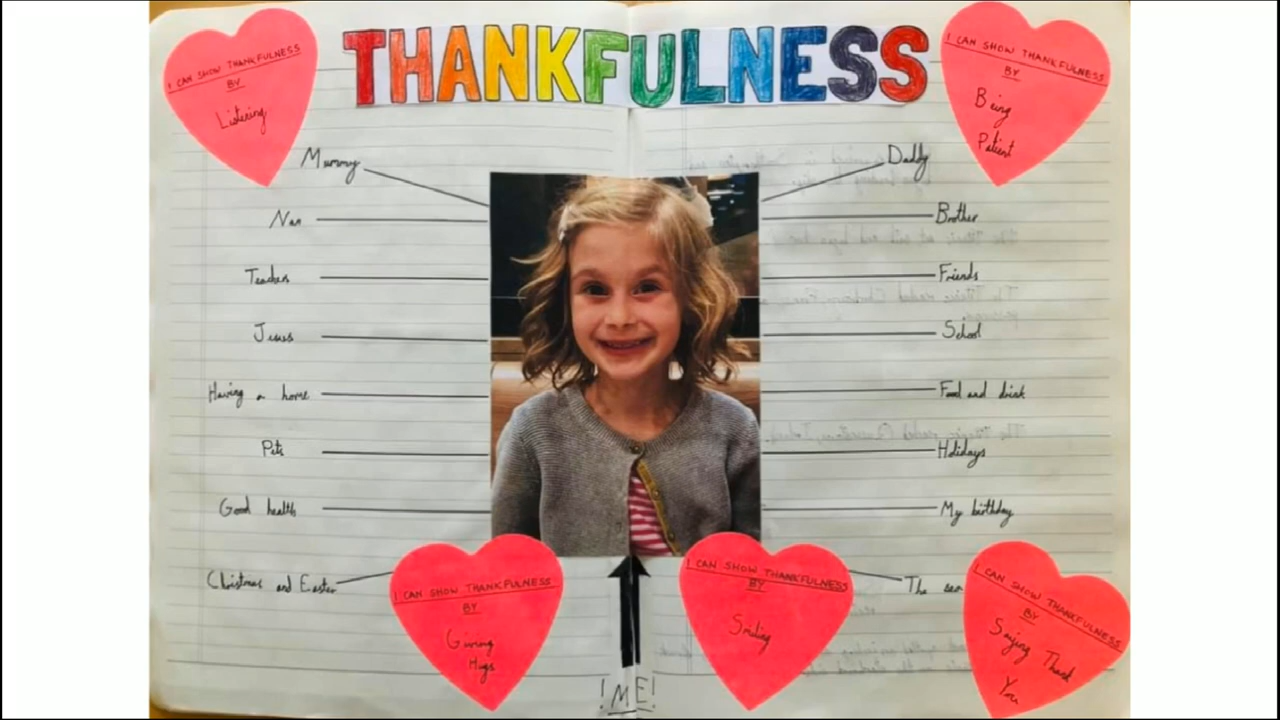 THANKFULNESS
I CAN SHOW THANKFULNESS
BY
Listening
I CAN SHOW THANKFULNESS
BY
Being
Patient
Mummy
Daddy
Nan
Brother
Teachers
Friends
Jesus
School
Having a home
Food and drink
Pets
Holidays
Good health
My birthday
Christmas and Easter
The
I CAN SHOW THANKFULNESS
BY
Giving
Hugs
I CAN SHOW THANKFULNESS
BY
Smiling
I CAN SHOW THANKFULNESS
BY
Saying Thank
You
!ME!